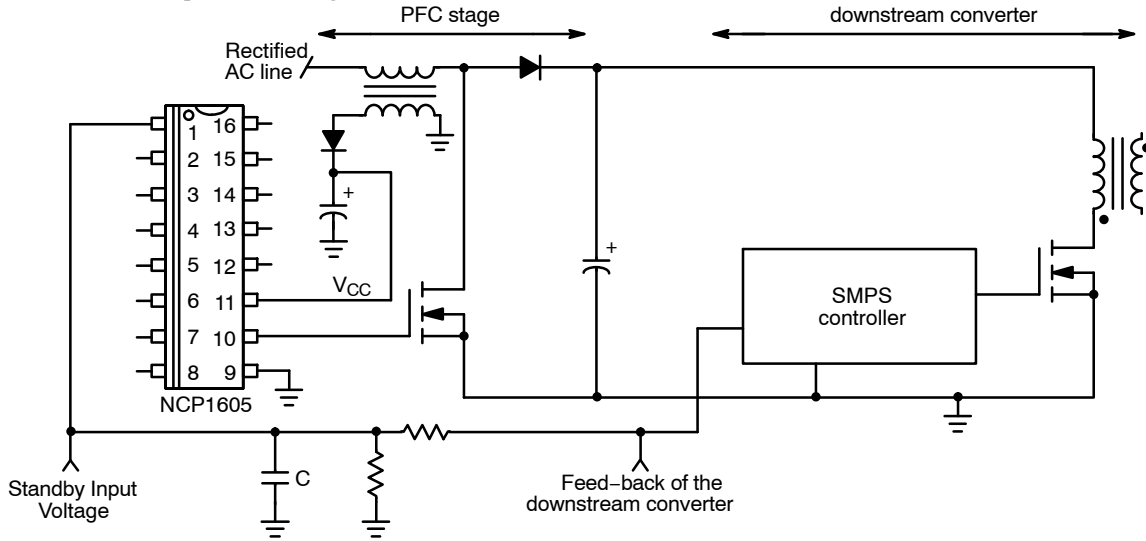 PFC stage
downstream converter
Rectified
AC line
1 16
2 15
3 14
4 13
5 12
6 11
7 10
8 9
NCP1605
+
V_CC
+
SMPS
controller
C
Standby Input
Voltage
Feed−back of the
downstream converter